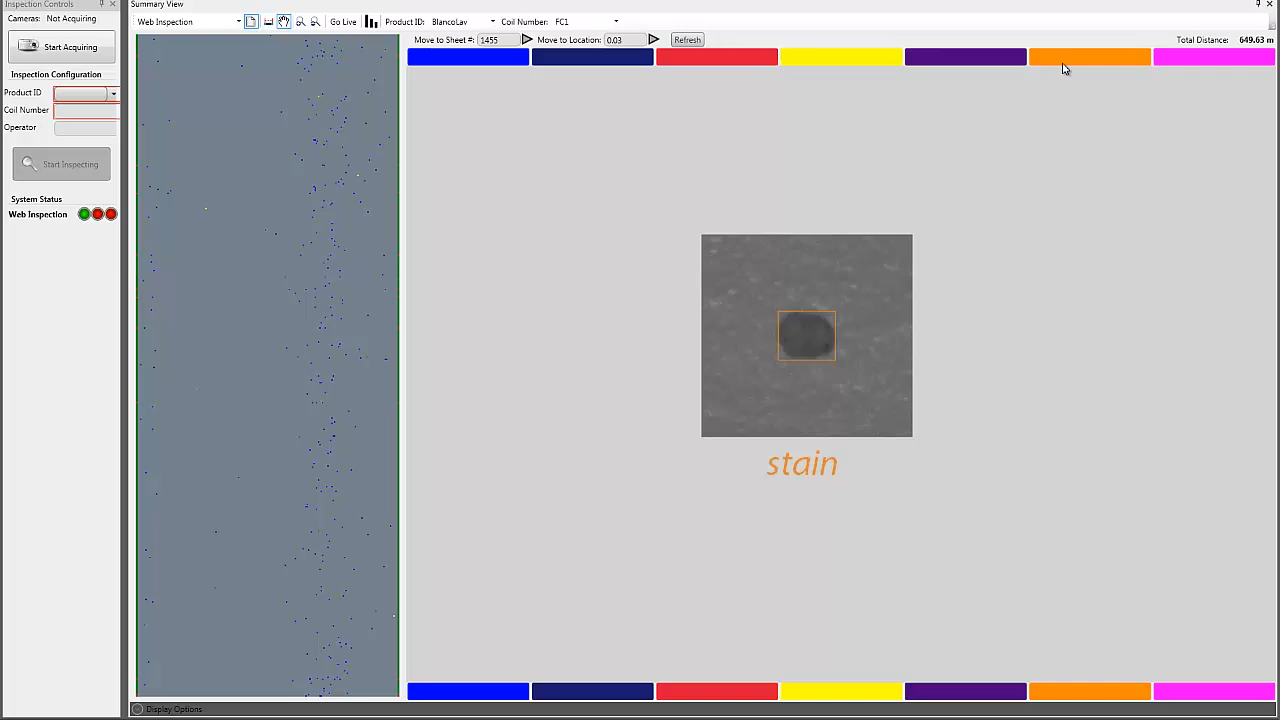 Inspection Controls
Summary View
Cameras: Not Acquiring
Start Acquiring
Inspection Configuration
Product ID
Coil Number
Operator
Start Inspecting
System Status
Web Inspection
Web Inspection Go Live Product ID: BlancoLav Coil Number: FC1
Move to Sheet #: 1455 Move to Location: 0.03 Refresh Total Distance: 649.63 m
stain
Display Options